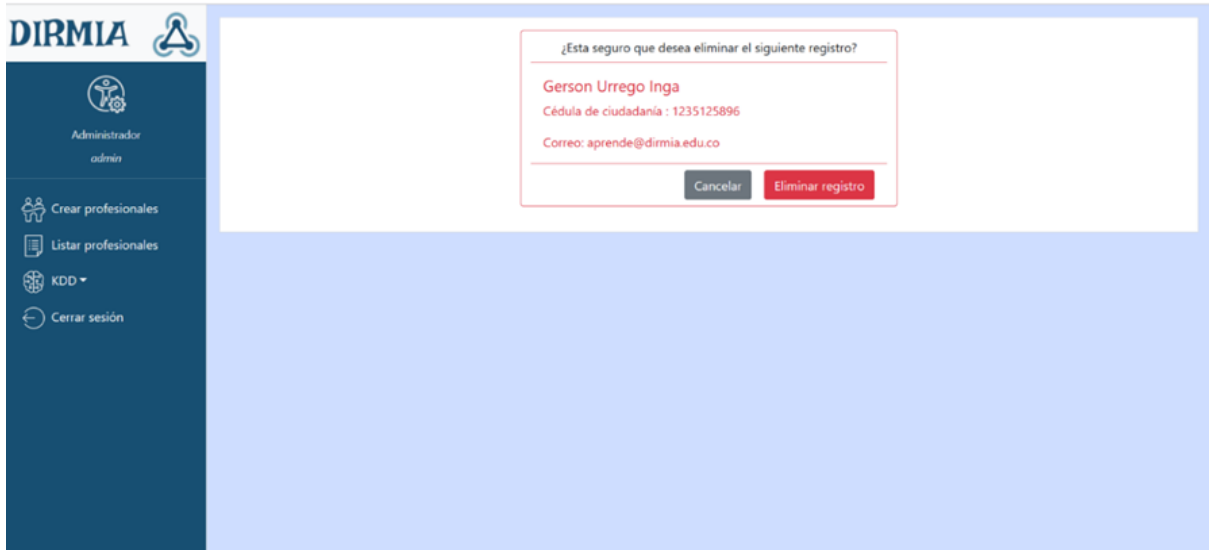 DIRMIA
Administrador
admin
Crear profesionales
Listar profesionales
KDD
Cerrar sesión
¿Esta seguro que desea eliminar el siguiente registro?
Gerson Urrego Inga
Cédula de ciudadanía : 1235125896
Correo: aprende@dirmia.edu.co
Cancelar Eliminar registro